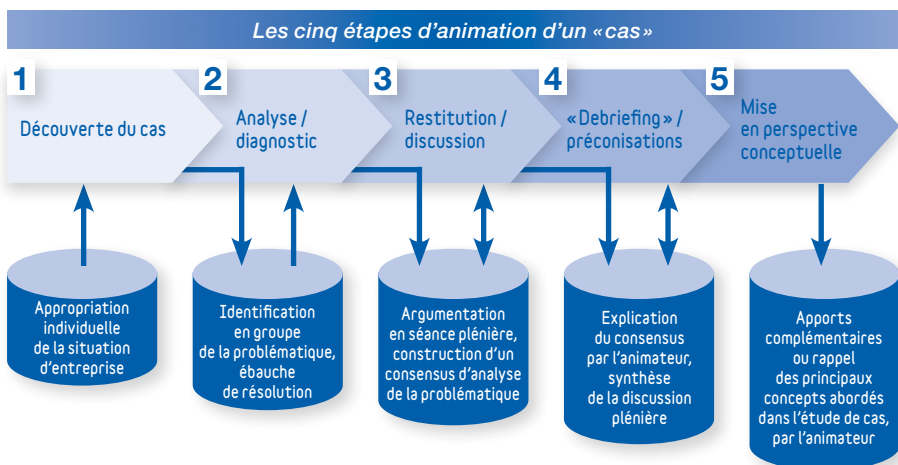 Les cinq étapes d'animation d'un «cas»
1
Découverte du cas
2
Analyse /
diagnostic
3
Restitution /
discussion
4
«Debriefing» /
préconisations
5
Mise
en perspective
conceptuelle
Appropriation
individuelle
de la situation
d'entreprise
Identification
en groupe
de la problématique,
ébauche
de résolution
Argumentation
en séance plénière,
construction d'un
consensus d'analyse
de la problématique
Explication
du consensus
par l'animateur,
synthèse
de la discussion
plénière
Apports
complémentaires
ou rappel
des principaux
concepts abordés
dans l'étude de cas,
par l'animateur